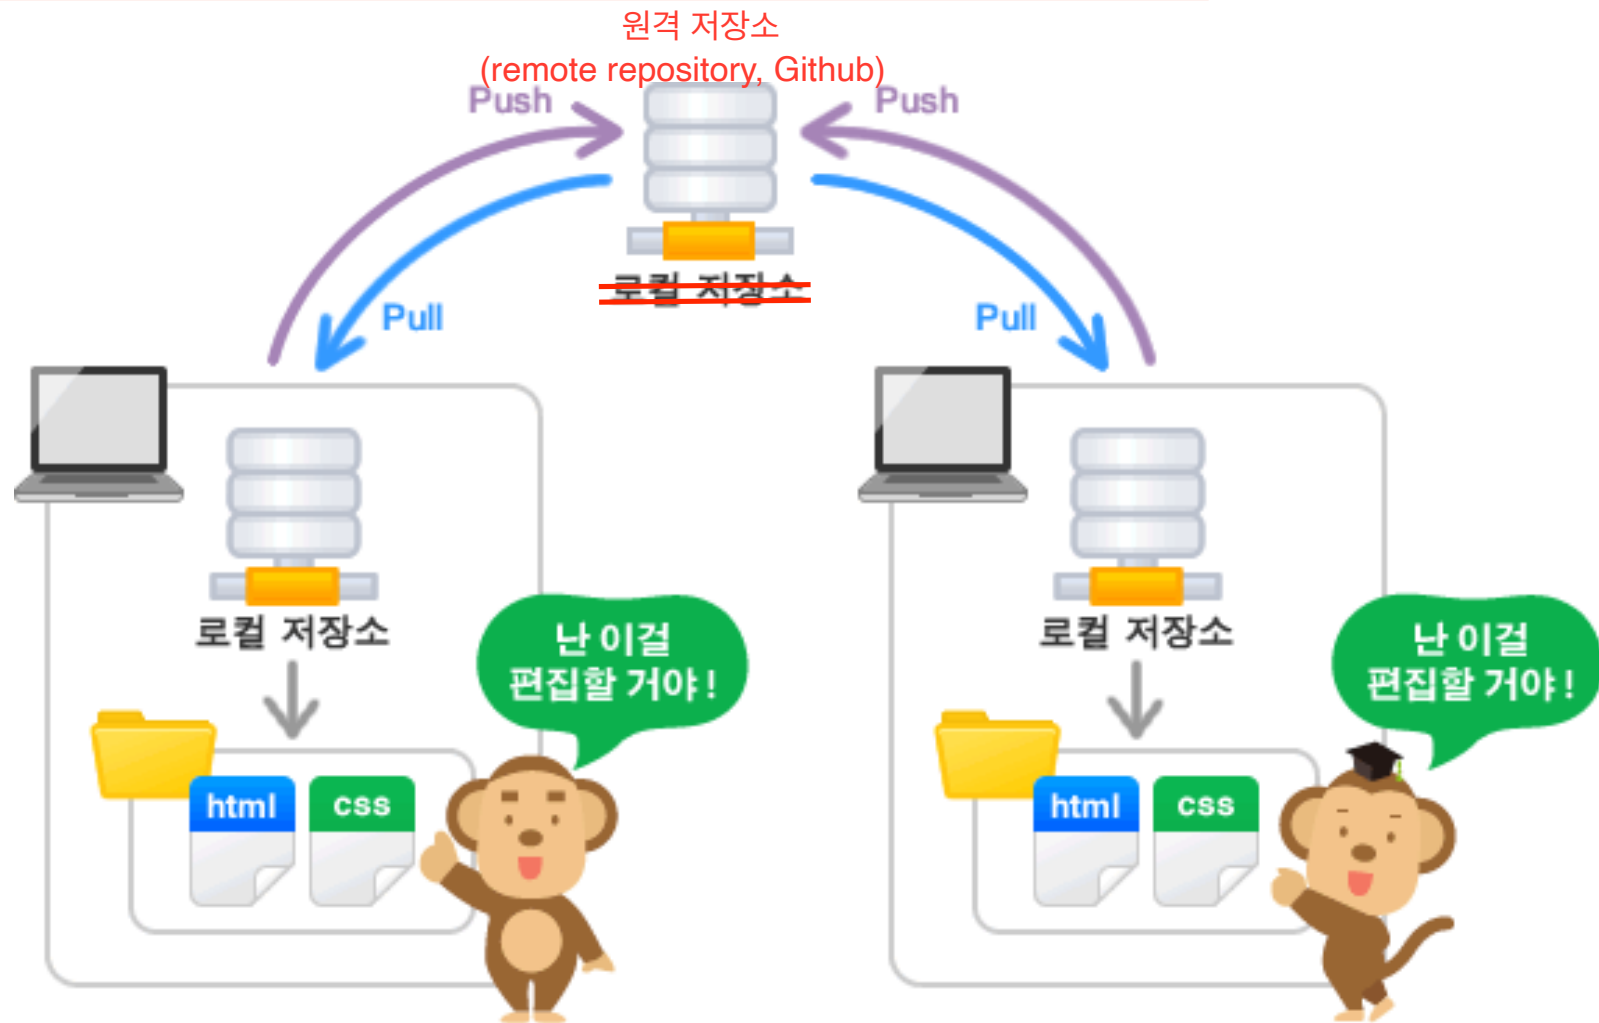 원격 저장소
(remote repository, Github)
Push
Push
로컬 저장소
Pull
Pull
로컬 저장소
로컬 저장소
난 이걸
편집할 거야 !
난 이걸
편집할 거야 !
html
css
html
css